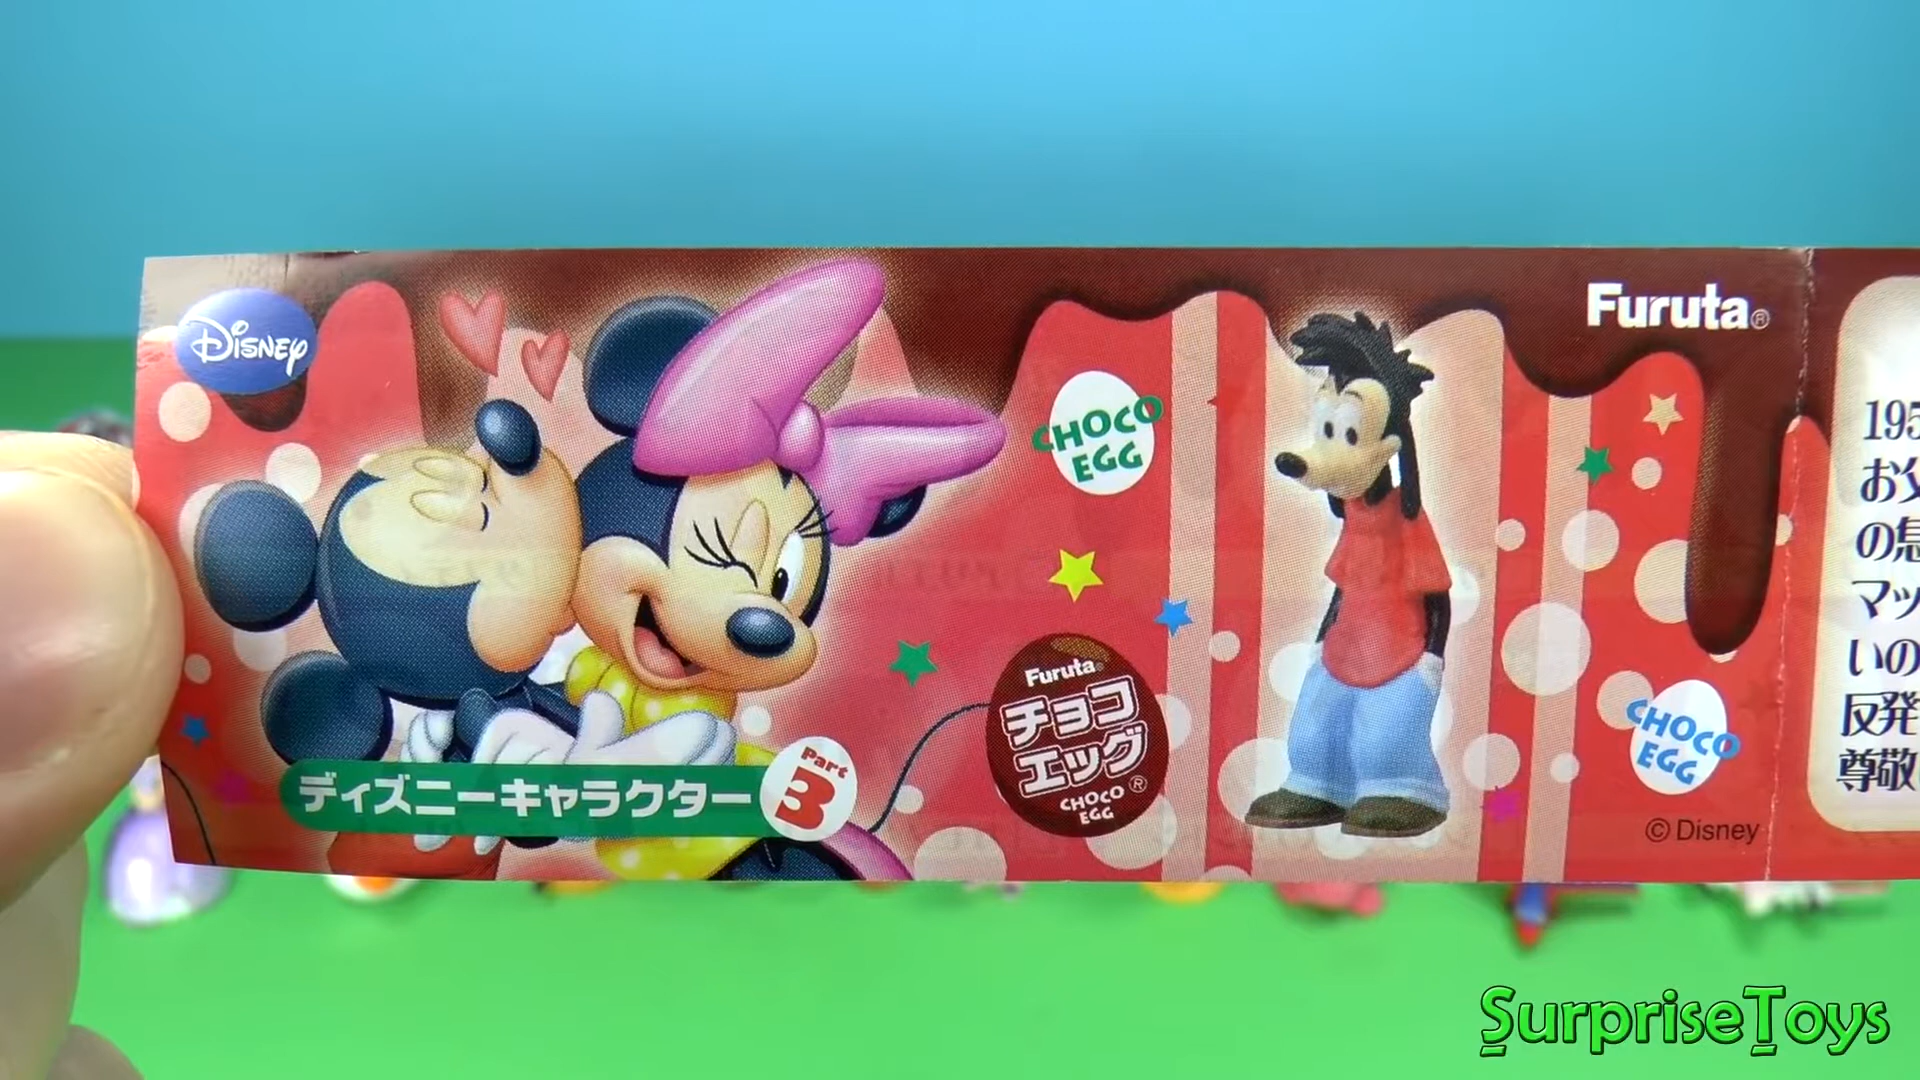 Disney
Furuta®
CHOCO
EGG
Furuta®
チョコ
エッグ
CHOCO ®
EGG
Part
3
ディズニーキャラクター
CHOCO
EGG
© Disney
195
お父
の息
マッ
いの
反発
尊敬
SurpriseToys